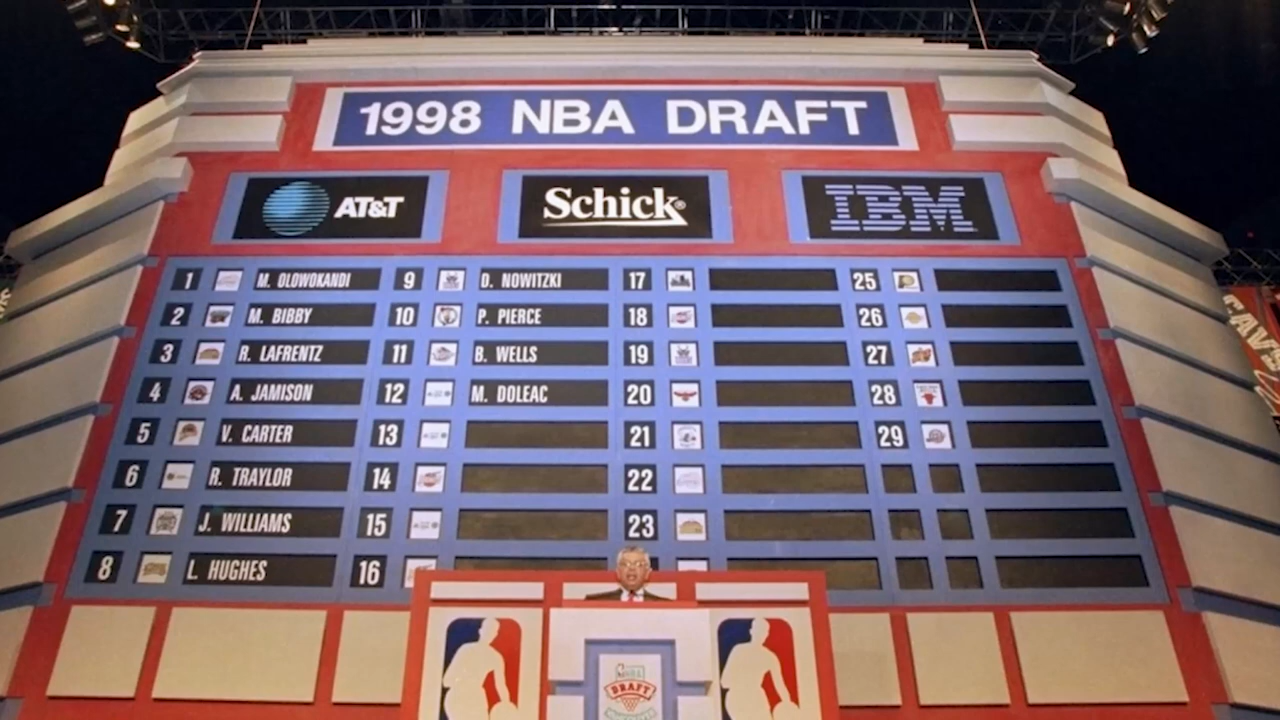 1998 NBA DRAFT
AT&T
Schick®
IBM
1 M. OLOWOKANDI
2 M. BIBBY
3 R. LAFRENTZ
4 A. JAMISON
5 V. CARTER
6 R. TRAYLOR
7 J. WILLIAMS
8 L. HUGHES
9 D. NOWITZKI
10 P. PIERCE
11 B. WELLS
12 M. DOLEAC
13
14
15
16
17
18
19
20
21
22
23
25
26
27
28
29
CAVS
NBA
DRAFT